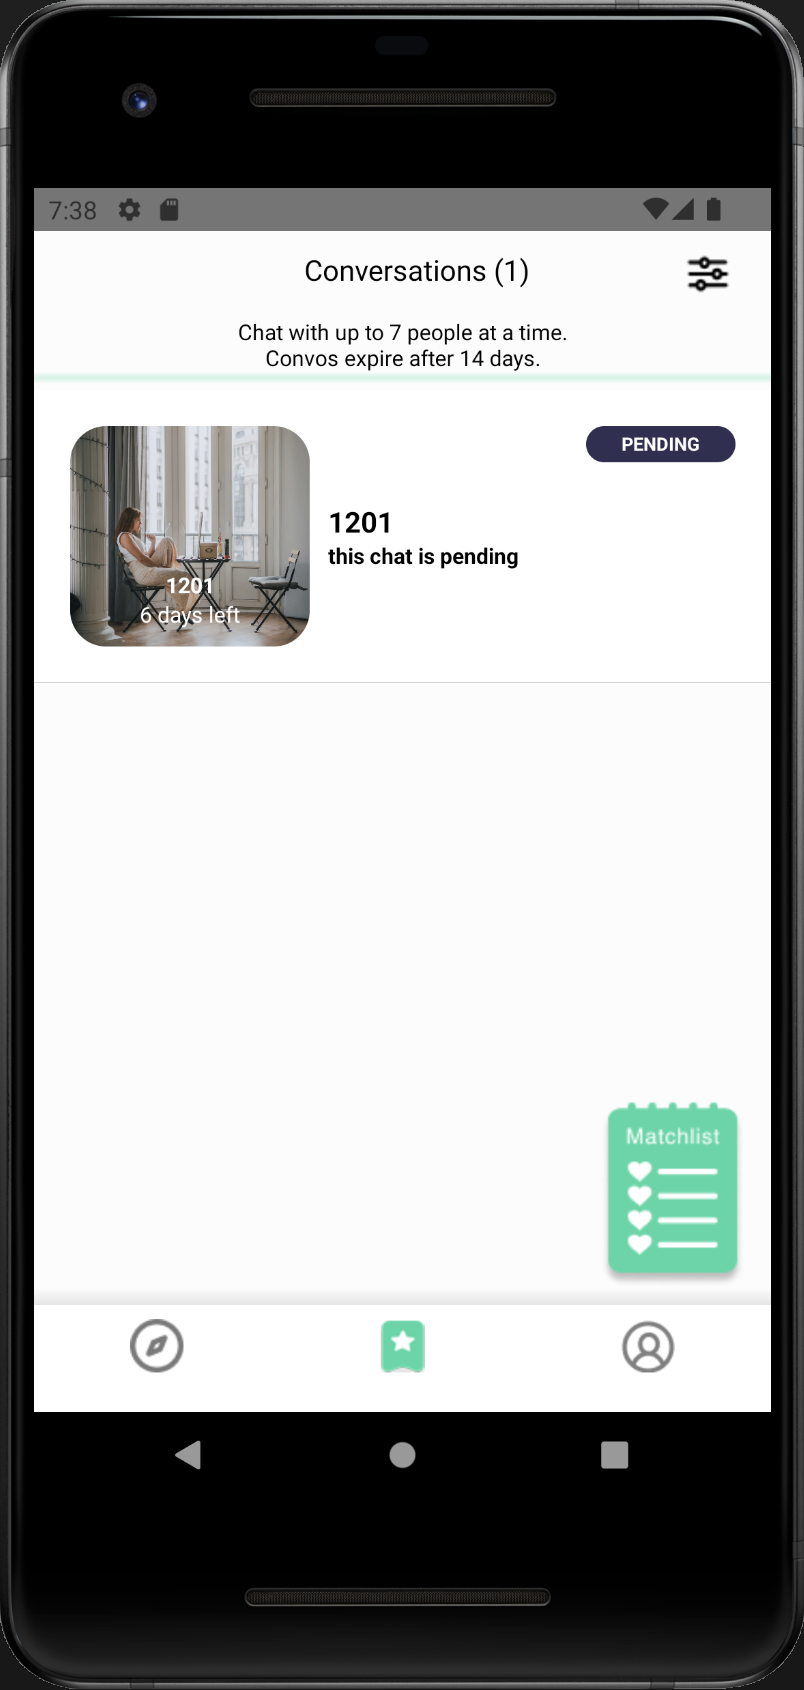 7:38
Conversations (1)
Chat with up to 7 people at a time.
Convos expire after 14 days.
PENDING
1201
this chat is pending
1201
6 days left
Matchlist